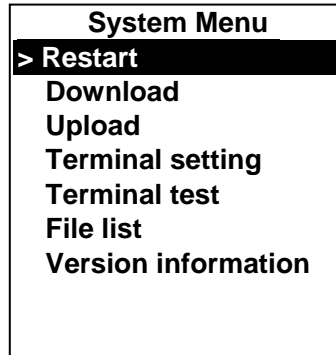 System Menu
> Restart
Download
Upload
Terminal setting
Terminal test
File list
Version information